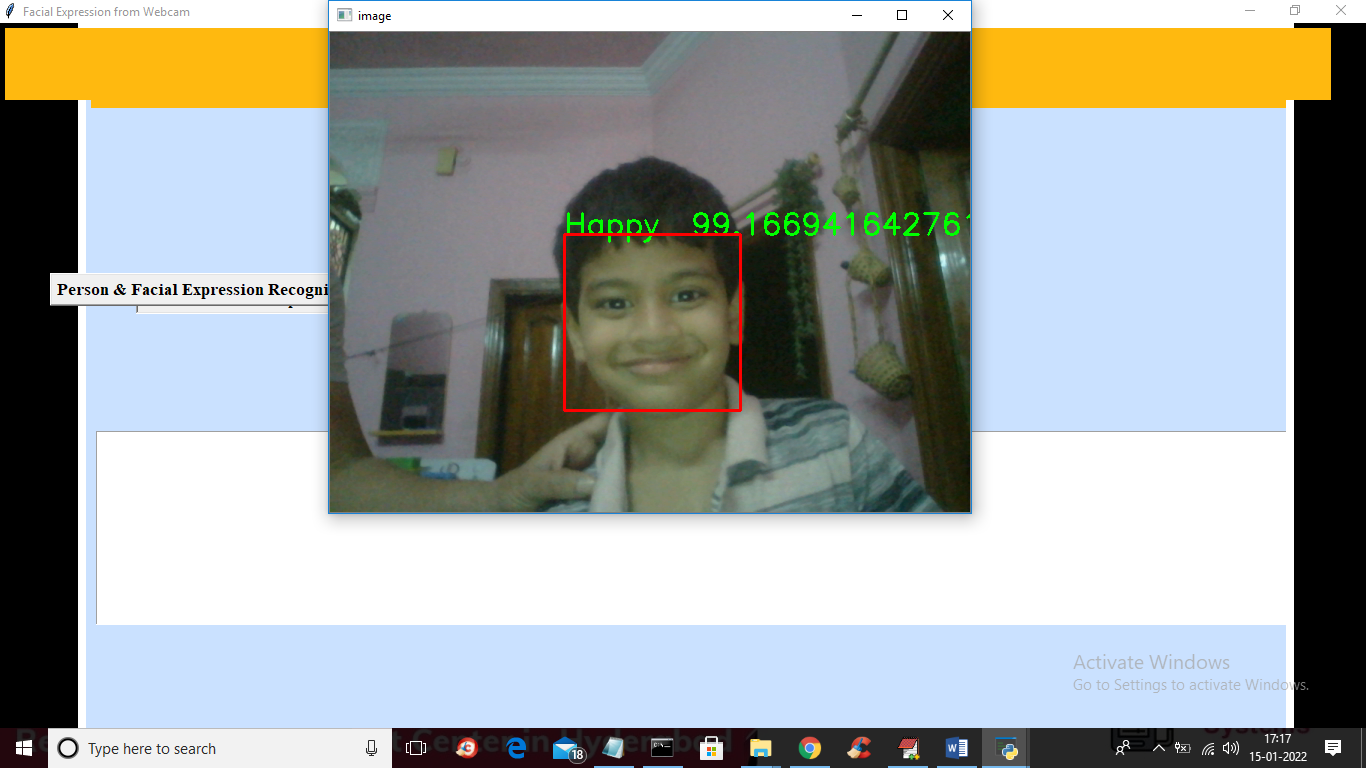 Facial Expression from Webcam
image
Happy 99.16694164276
Person & Facial Expression Recogni
Activate Windows
Go to Settings to activate Windows.
Type here to search
18
17:17
15-01-2022